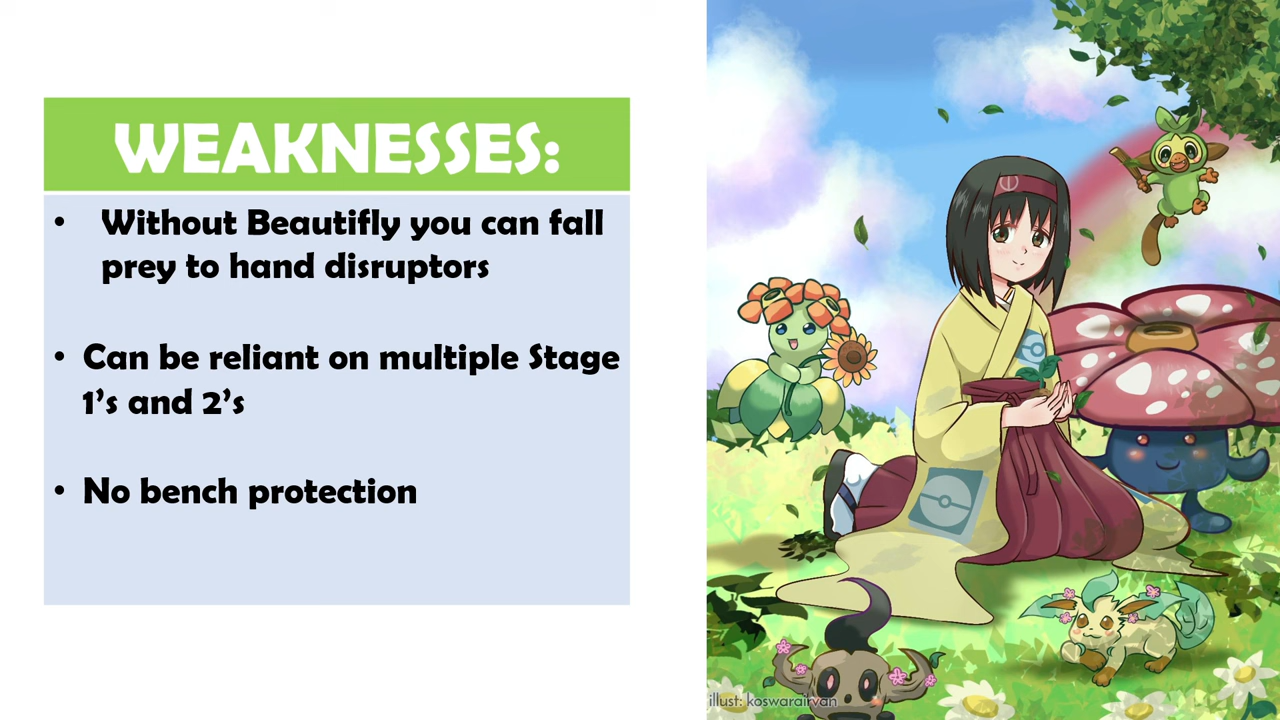 WEAKNESSES:
• Without Beautifly you can fall
prey to hand disruptors
• Can be reliant on multiple Stage
1's and 2's
• No bench protection
illust: koswarairvan